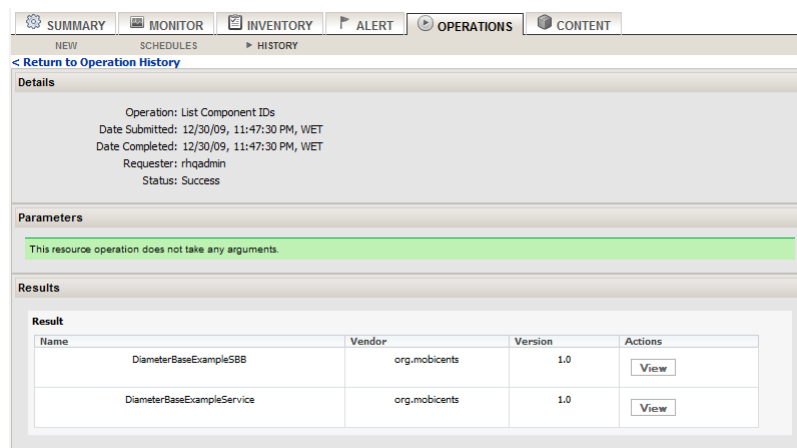 SUMMARY MONITOR INVENTORY ALERT OPERATIONS CONTENT
NEW SCHEDULES HISTORY
< Return to Operation History
Details
Operation: List Component IDs
Date Submitted: 12/30/09, 11:47:30 PM, WET
Date Completed: 12/30/09, 11:47:30 PM, WET
Requester: rhqadmin
Status: Success
Parameters
This resource operation does not take any arguments.
Results
Result
Name Vendor Version Actions
DiameterBaseExampleSBB org.mobicents 1.0 View
DiameterBaseExampleService org.mobicents 1.0 View